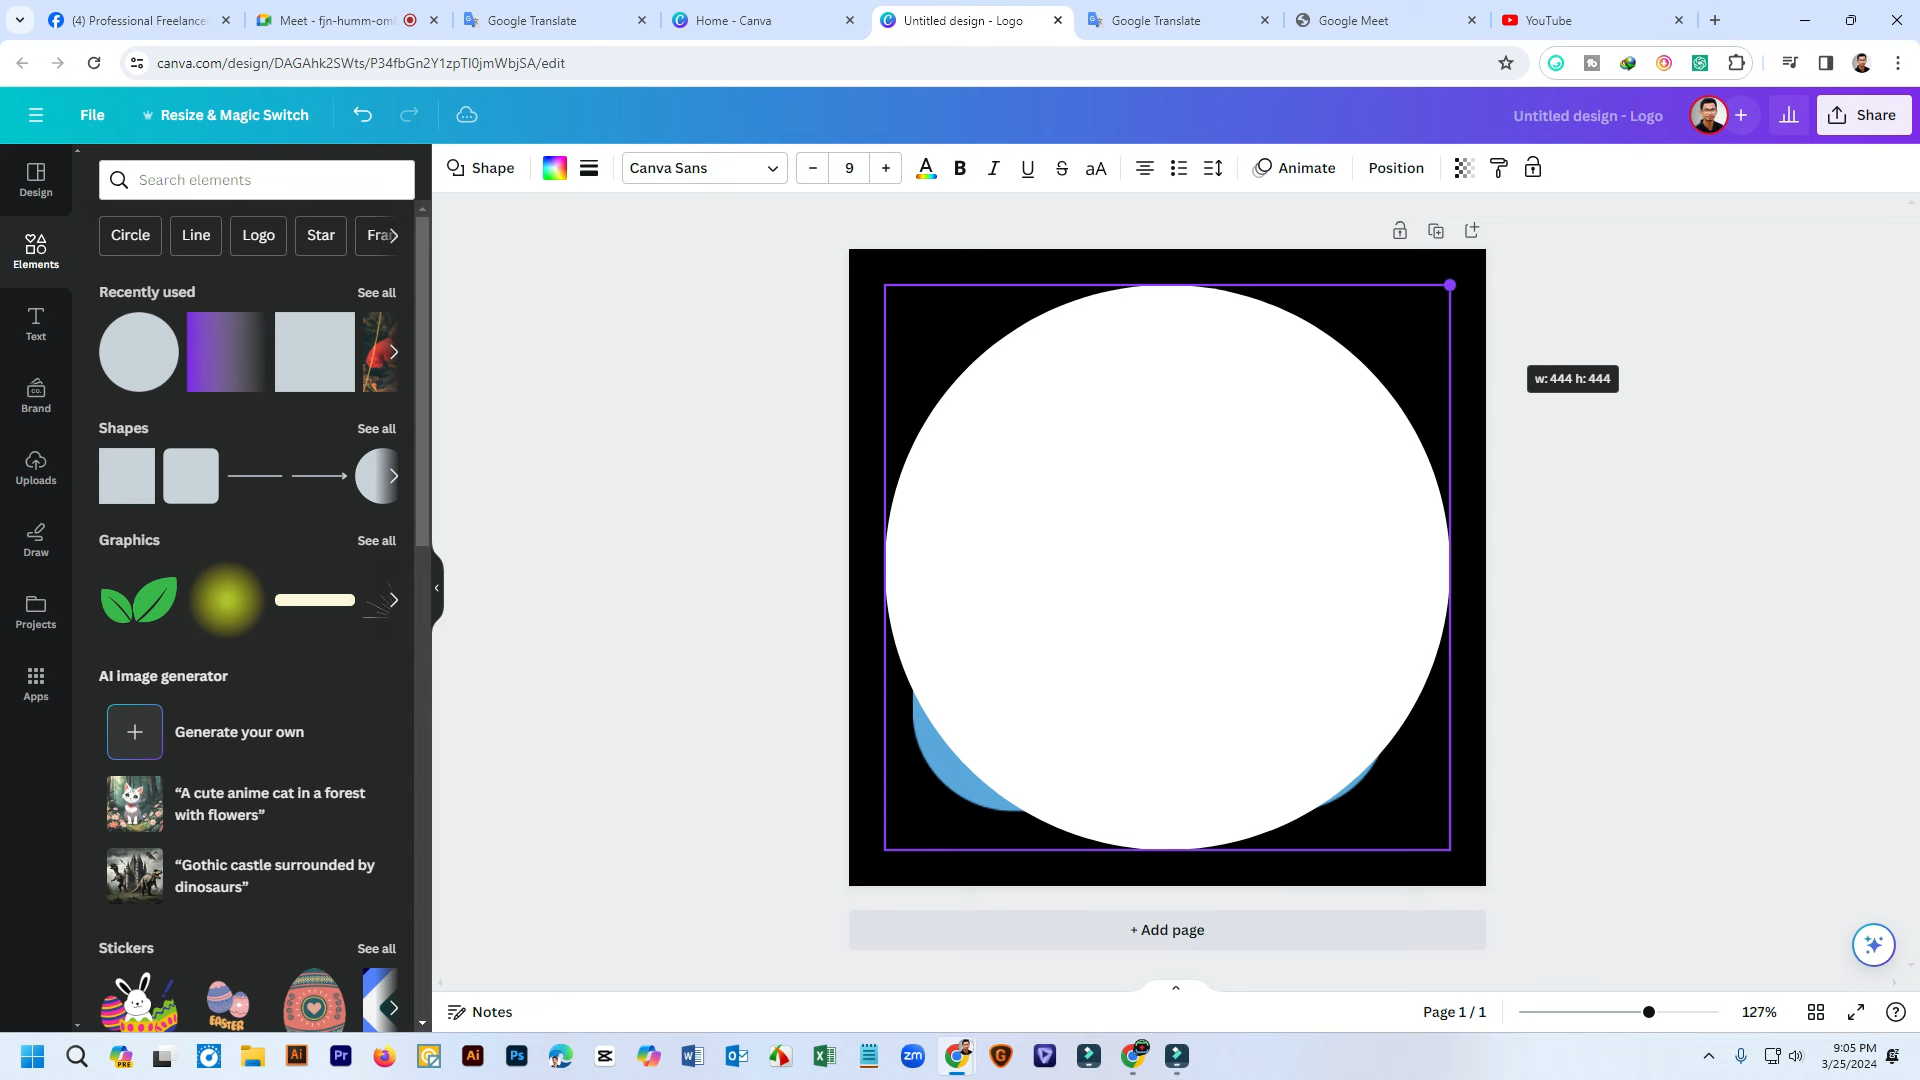 (4) Professional Freelance
Meet - fjn-humm-oml
Google Translate
Home - Canva
Untitled design - Logo
Google Translate
Google Meet
YouTube
canva.com/design/DAGAhk2SWts/P34fbGn2Y1zpTl0jmWbjSA/edit
File
Resize & Magic Switch
Untitled design - Logo
Share
Design
Elements
Text
Brand
Uploads
Draw
Projects
Apps
Search elements
Circle
Line
Logo
Star
Fra
Recently used
See all
Shapes
See all
Graphics
See all
AI image generator
Generate your own
“A cute anime cat in a forest
with flowers”
“Gothic castle surrounded by
dinosaurs”
Stickers
See all
EASTER
Shape
Canva Sans
9
aA
Animate
Position
w: 444 h: 444
+ Add page
Notes
Page 1 / 1
127%
9:05 PM
3/25/2024